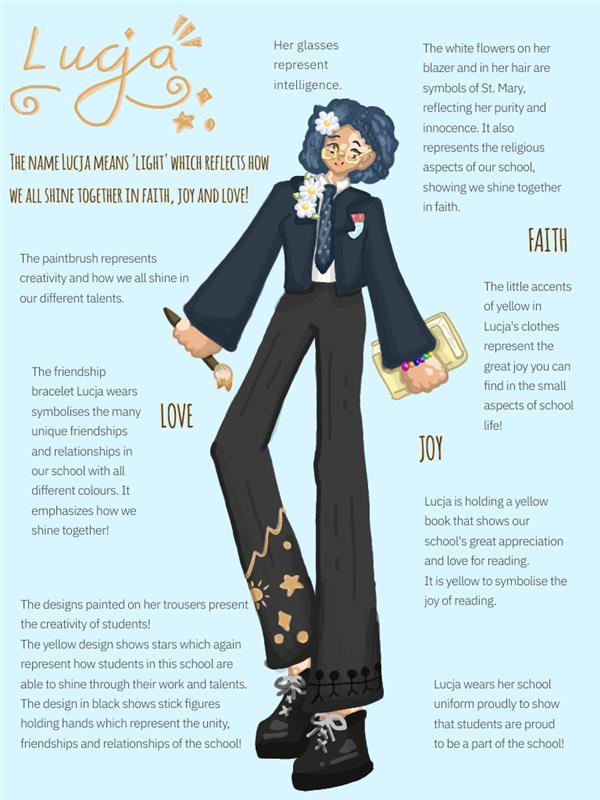 Lucja
Her glasses
represent
intelligence.
The white flowers on her
blazer and in her hair are
symbols of St. Mary,
reflecting her purity and
innocence. It also
represents the religious
aspects of our school,
showing we shine together
in faith.
The name Lucja means 'light' which reflects how
we all shine together in faith, joy and love!
FAITH
The paintbrush represents
creativity and how we all shine in
our different talents.
The little accents
of yellow in
Lucja's clothes
represent the
great joy you can
find in the small
aspects of school
life!
The friendship
bracelet Lucja wears
symbolises the many
unique friendships
and relationships in
our school with all
different colours. It
emphasizes how we
shine together!
LOVE
JOY
Lucja is holding a yellow
book that shows our
school's great appreciation
and love for reading.
It is yellow to symbolise the
joy of reading.
The designs painted on her trousers present
the creativity of students!
The yellow design shows stars which again
represent how students in this school are
able to shine through their work and talents.
The design in black shows stick figures
holding hands which represent the unity,
friendships and relationships of the school!
Lucja wears her school
uniform proudly to show
that students are proud
to be a part of the school!